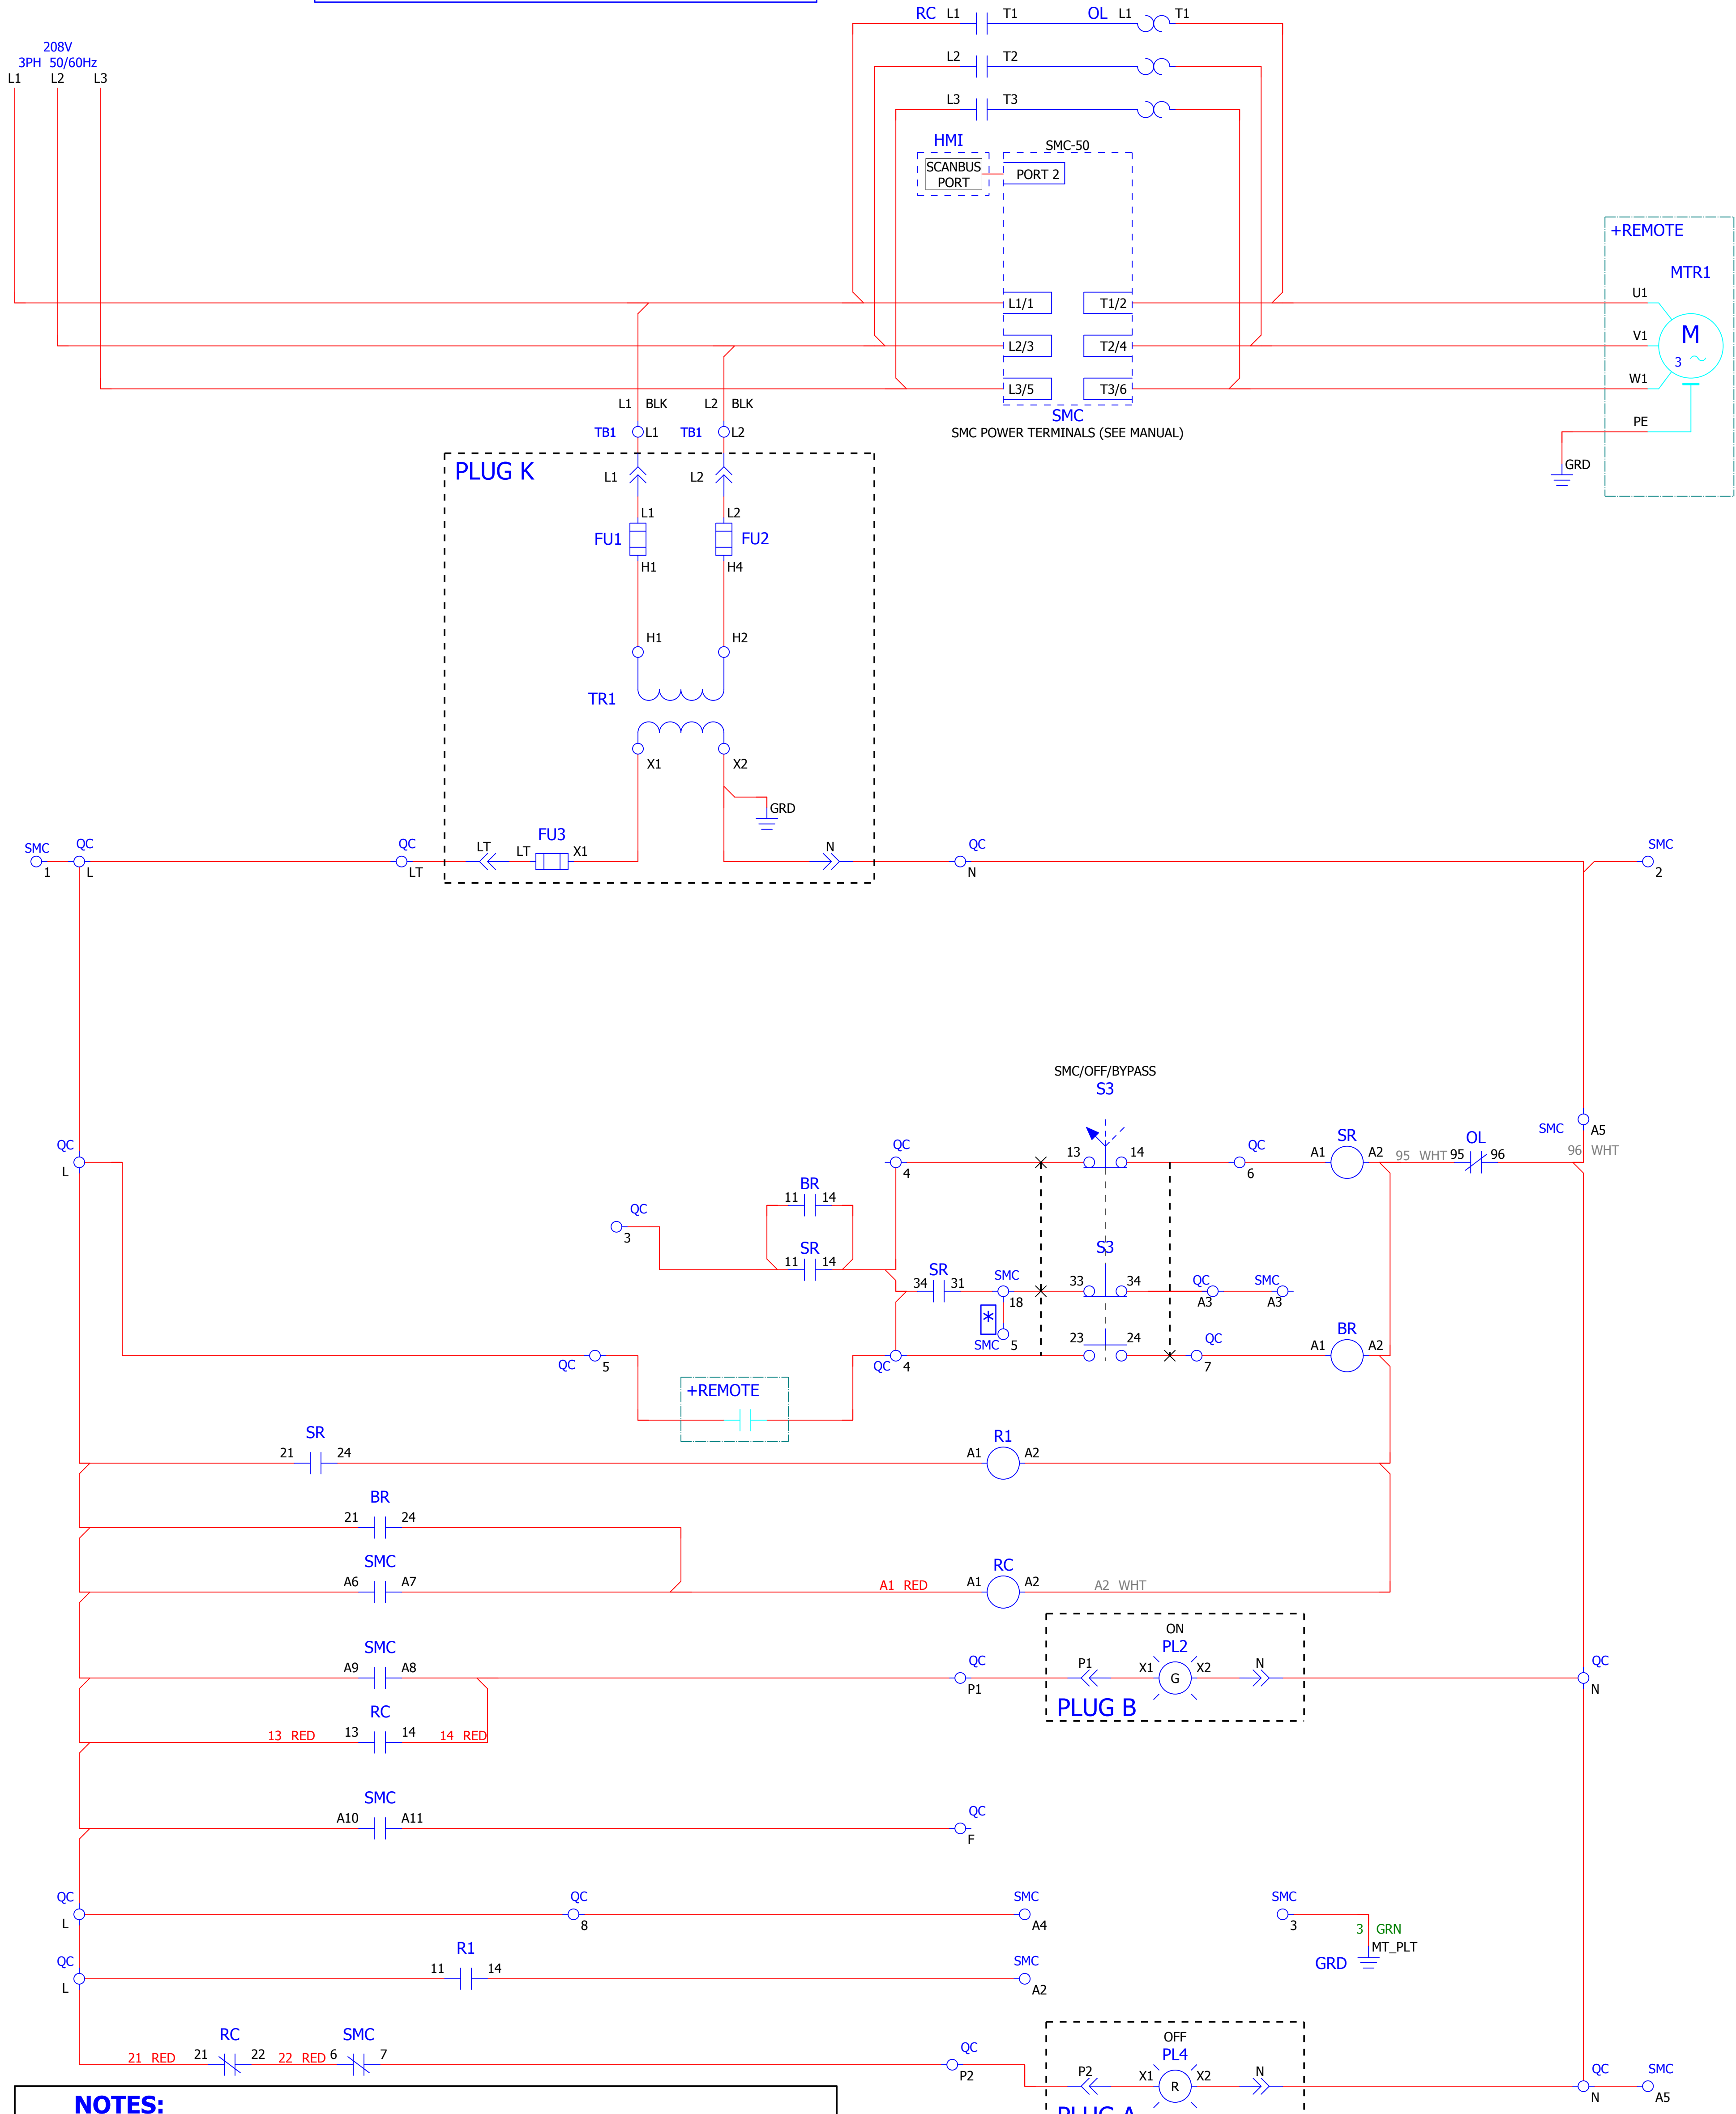 RC L1 T1 OL L1 T1
208V
3PH 50/60Hz
L1 L2 L3
L2 T2
L3 T3
HMI
SMC-50
SCANBUS
PORT
PORT 2
+REMOTE
MTR1
U1
L1/1 T1/2
V1
M
3
L2/3 T2/4
W1
L3/5 T3/6
L1 BLK L2 BLK
SMC
PE
TB1 L1 TB1 L2
SMC POWER TERMINALS (SEE MANUAL)
GRD
PLUG K
L1 L2
L1 L2
FU1 FU2
H1 H4
H1 H2
TR1
X1 X2
GRD
FU3
SMC QC QC LT LT X1 N QC SMC
1 L LT N 2
SMC/OFF/BYPASS
S3
SMC A5
QC QC 13 14 QC SR OL 96 WHT
L 4 6 A1 A2 95 WHT 95 96
BR
11 14
QC
3
SR S3
11 14
SR SMC QC SMC
34 31 33 34
18 A3 A3
*
SMC 5 23 24 QC BR
A1 A2
QC 5 QC 4 7
+REMOTE
SR R1
21 24 A1 A2
BR
21 24
SMC RC
A6 A7 A1 RED A1 A2 A2 WHT
ON
SMC PL2
A9 A8 QC P1 X1 G X2 N QC
P1 N
PLUG B
RC
13 RED 13 14 14 RED
SMC
A10 A11 QC
F
QC QC SMC SMC
L 8 A4 3
3 GRN
MT_PLT
GRD
QC R1 SMC
L 11 14 A2
RC SMC OFF
21 RED 21 22 22 RED 6 7 QC PL4
P2 P2 X1 R X2 N QC SMC
N A5
NOTES:
PLUG A